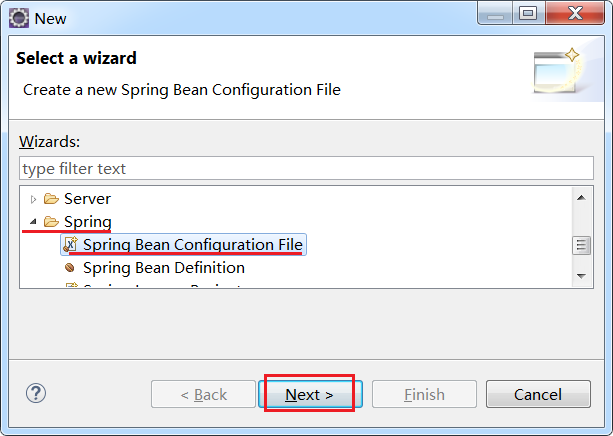 New
Select a wizard
Create a new Spring Bean Configuration File
Wizards:
type filter text
Server
Spring
Spring Bean Configuration File
Spring Bean Definition
< Back
Next >
Finish
Cancel